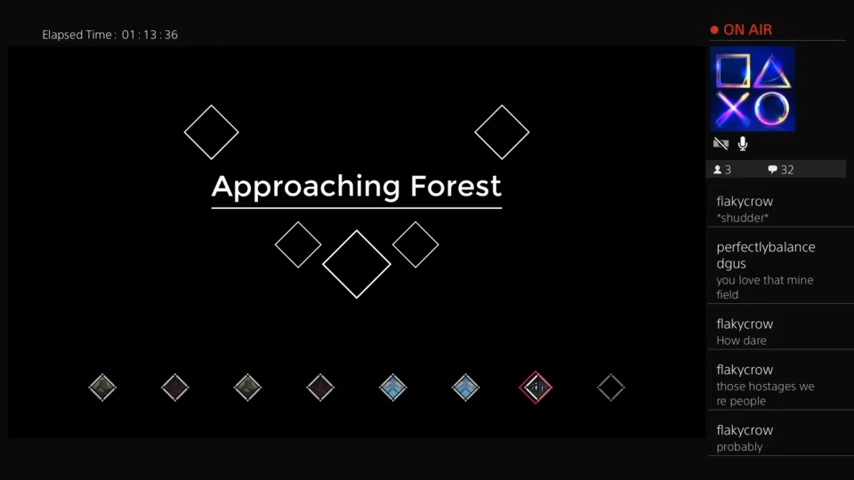 Elapsed Time : 01 : 13 : 36
ON AIR
3
32
Approaching Forest
flakycrow
*shudder*
perfectlybalance
dgus
you love that mine
field
flakycrow
How dare
flakycrow
those hostages we
re people
flakycrow
probably